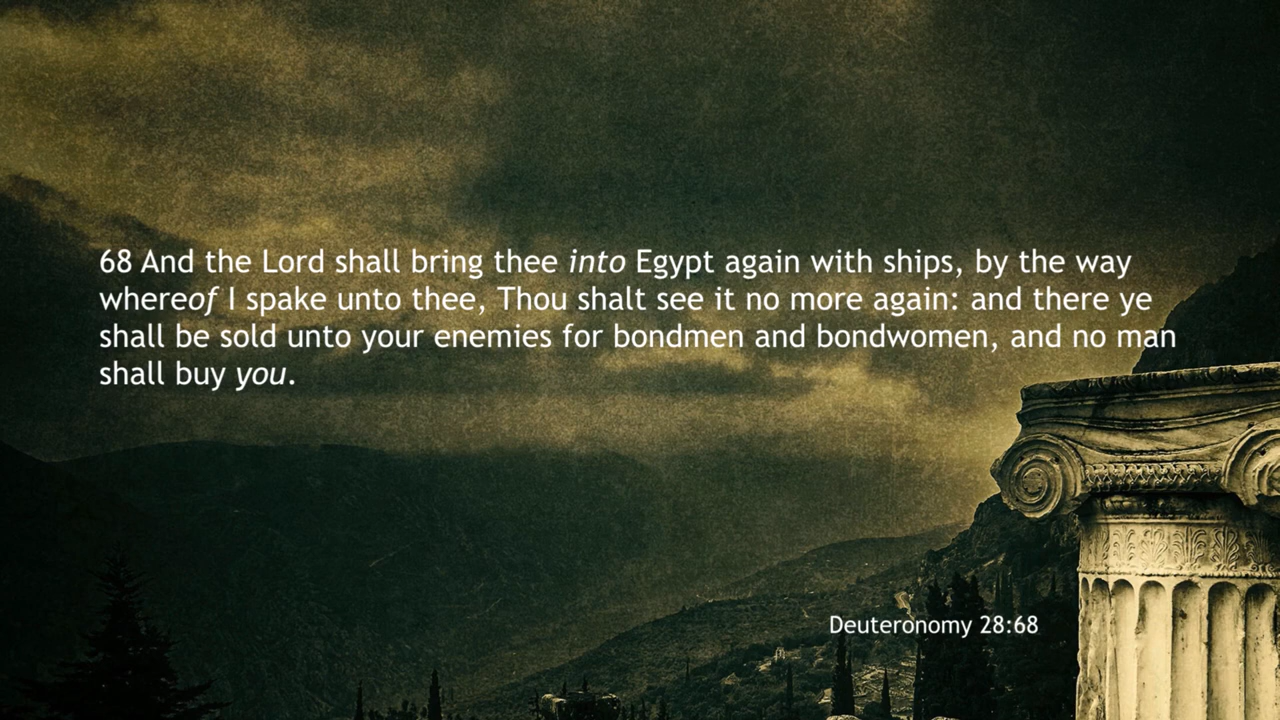 68 And the Lord shall bring thee into Egypt again with ships, by the way
whereof I spake unto thee, Thou shalt see it no more again: and there ye
shall be sold unto your enemies for bondmen and bondwomen, and no man
shall buy you.
Deuteronomy 28:68